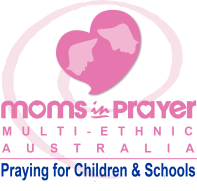 moms in prayer
MULTI-ETHNIC
AUSTRALIA
Praying for Children & Schools